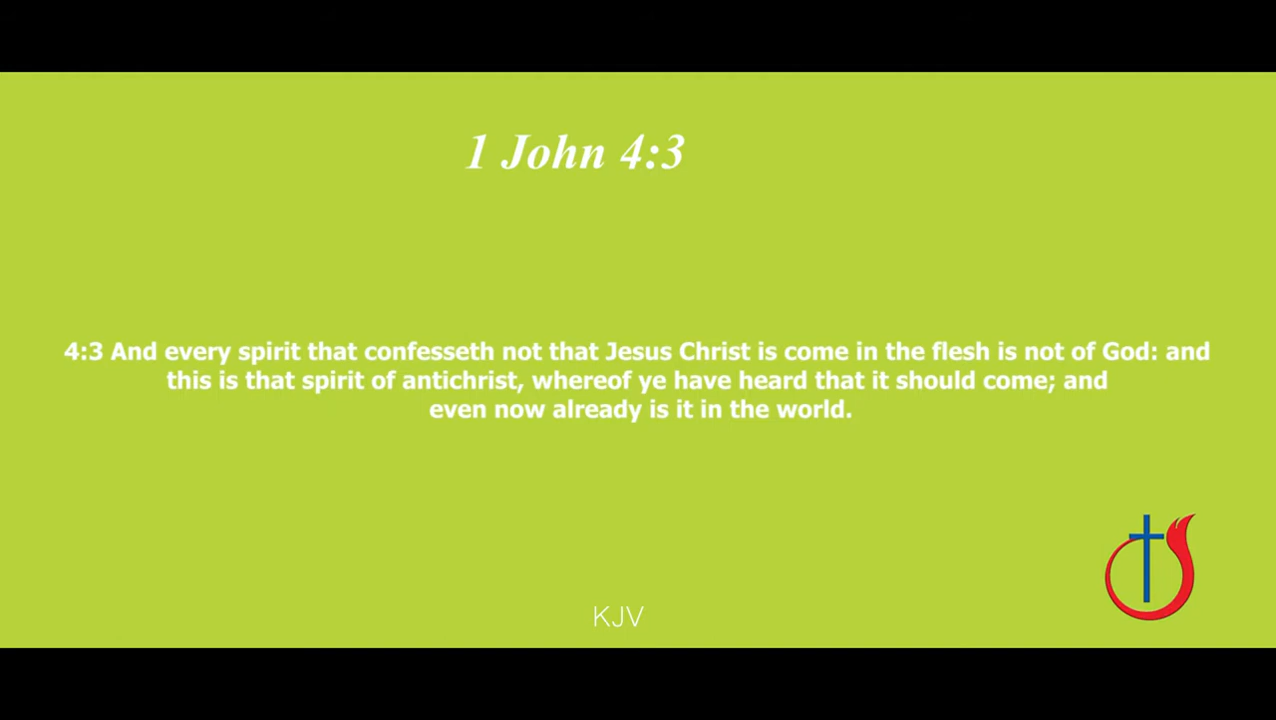 1 John 4:3
4:3 And every spirit that confesseth not that Jesus Christ is come in the flesh is not of God: and
this is that spirit of antichrist, whereof ye have heard that it should come; and
even now already is it in the world.
KJV